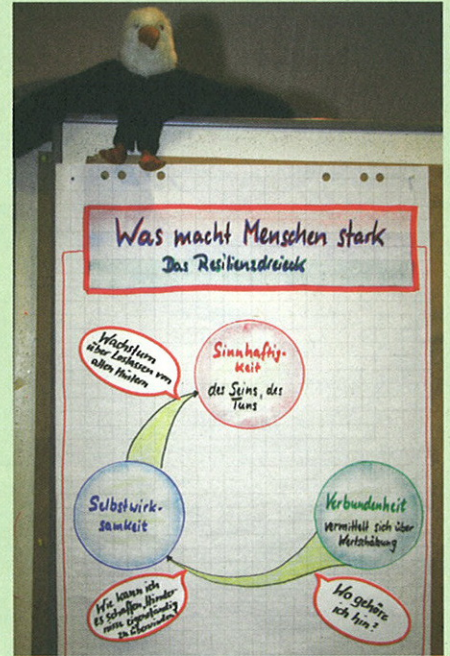 Was macht Menschen stark
Das Resilienzdreieck
Wachstum
über Loslassen von
alten Mustern
Sinnhaftig-
keit
des Seins, des
Tuns
Selbstwirk-
samkeit
Verbundenheit
vermittelt sich über
Wertschätzung
Wie kann ich
es schaffen, Hinder-
nisse eigenständig
zu überwinden?
Wo gehöre
ich hin?